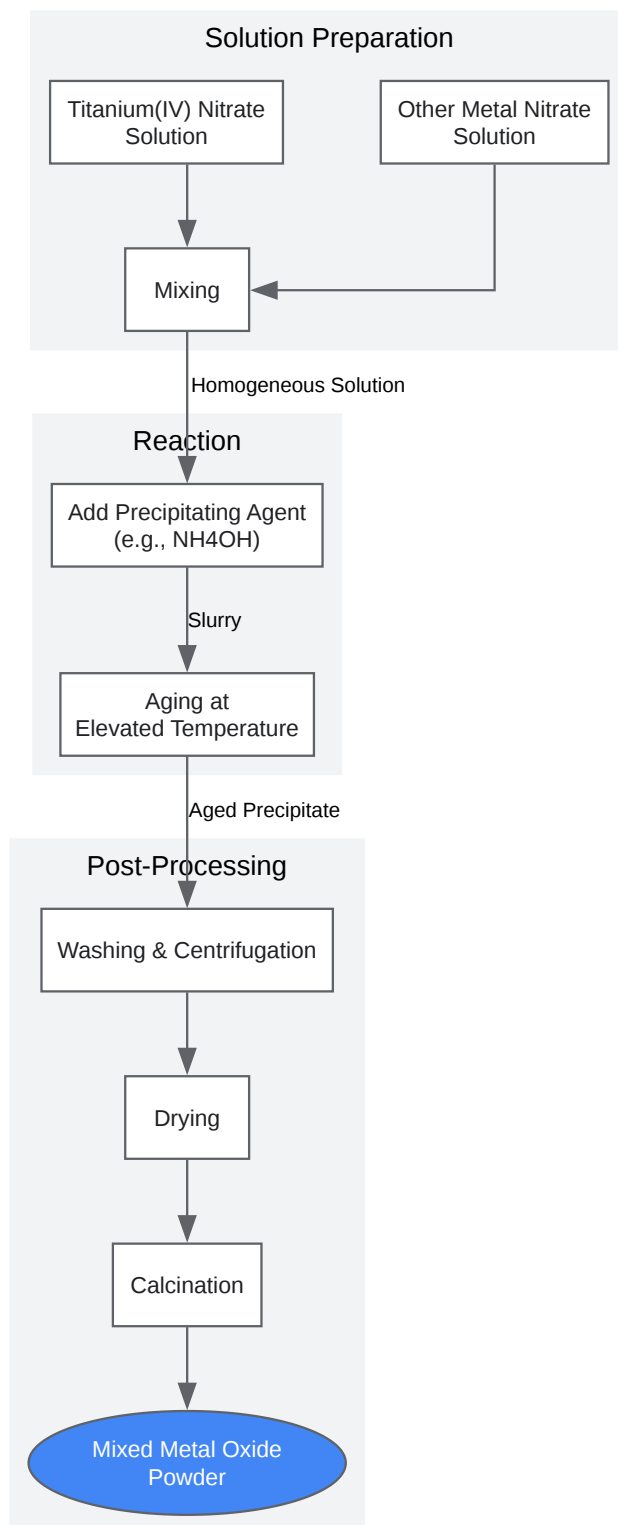 Solution Preparation
Titanium(IV) Nitrate
Solution
Other Metal Nitrate
Solution
Mixing
Homogeneous Solution
Reaction
Add Precipitating Agent
(e.g., NH4OH)
Slurry
Aging at
Elevated Temperature
Aged Precipitate
Post-Processing
Washing & Centrifugation
Drying
Calcination
Mixed Metal Oxide
Powder